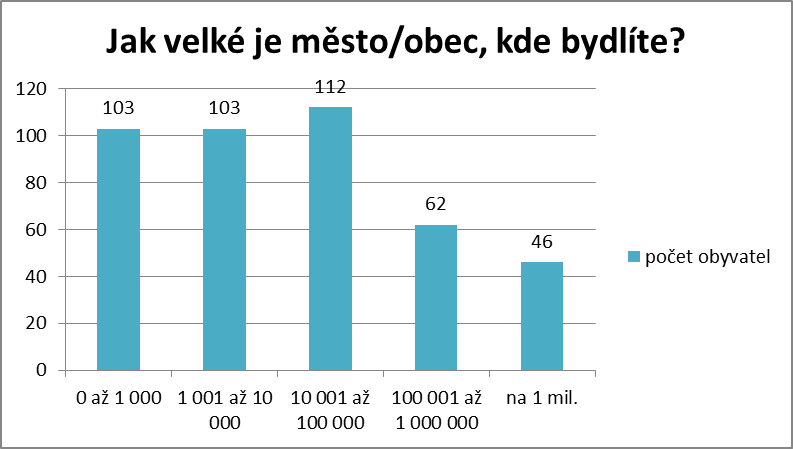 Jak velké je město/obec, kde bydlíte?
120
100
80
60
40
20
0
103
103
112
62
46
0 až 1 000
1 001 až 10
000
10 001 až
100 000
100 001 až
1 000 000
na 1 mil.
počet obyvatel